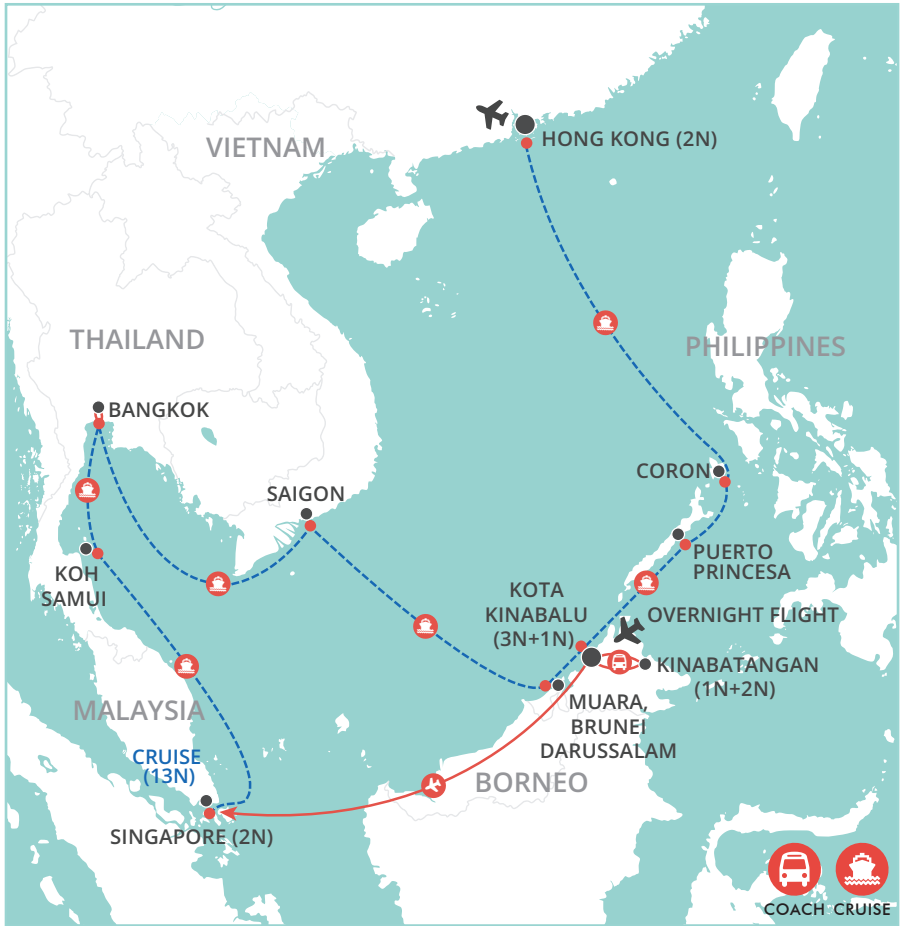 VIETNAM
HONG KONG (2N)
THAILAND
PHILIPPINES
BANGKOK
CORON
SAIGON
PUERTO
PRINCESA
KOH
SAMUI
KOTA
KINABALU
(3N+1N)
OVERNIGHT FLIGHT
KINABATANGAN
(1N+2N)
MALAYSIA
MUARA,
BRUNEI
DARUSSALAM
CRUISE
(13N)
BORNEO
SINGAPORE (2N)
COACH
CRUISE